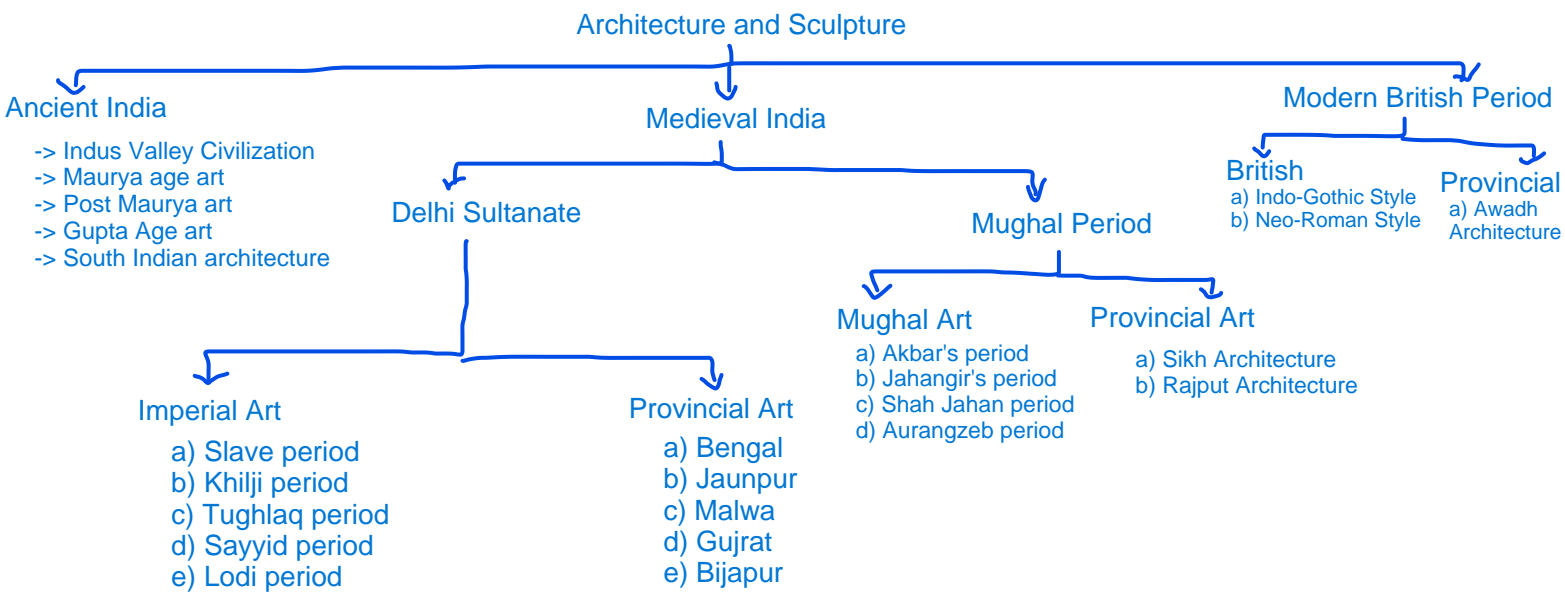 Architecture and Sculpture
Ancient India
-> Indus Valley Civilization
-> Maurya age art
-> Post Maurya art
-> Gupta Age art
-> South Indian architecture
Medieval India
Delhi Sultanate
Imperial Art
a) Slave period
b) Khilji period
c) Tughlaq period
d) Sayyid period
e) Lodi period
Provincial Art
a) Bengal
b) Jaunpur
c) Malwa
d) Gujrat
e) Bijapur
Mughal Period
Mughal Art
a) Akbar's period
b) Jahangir's period
c) Shah Jahan period
d) Aurangzeb period
Provincial Art
a) Sikh Architecture
b) Rajput Architecture
Modern British Period
British
a) Indo-Gothic Style
b) Neo-Roman Style
Provincial
a) Awadh
Architecture